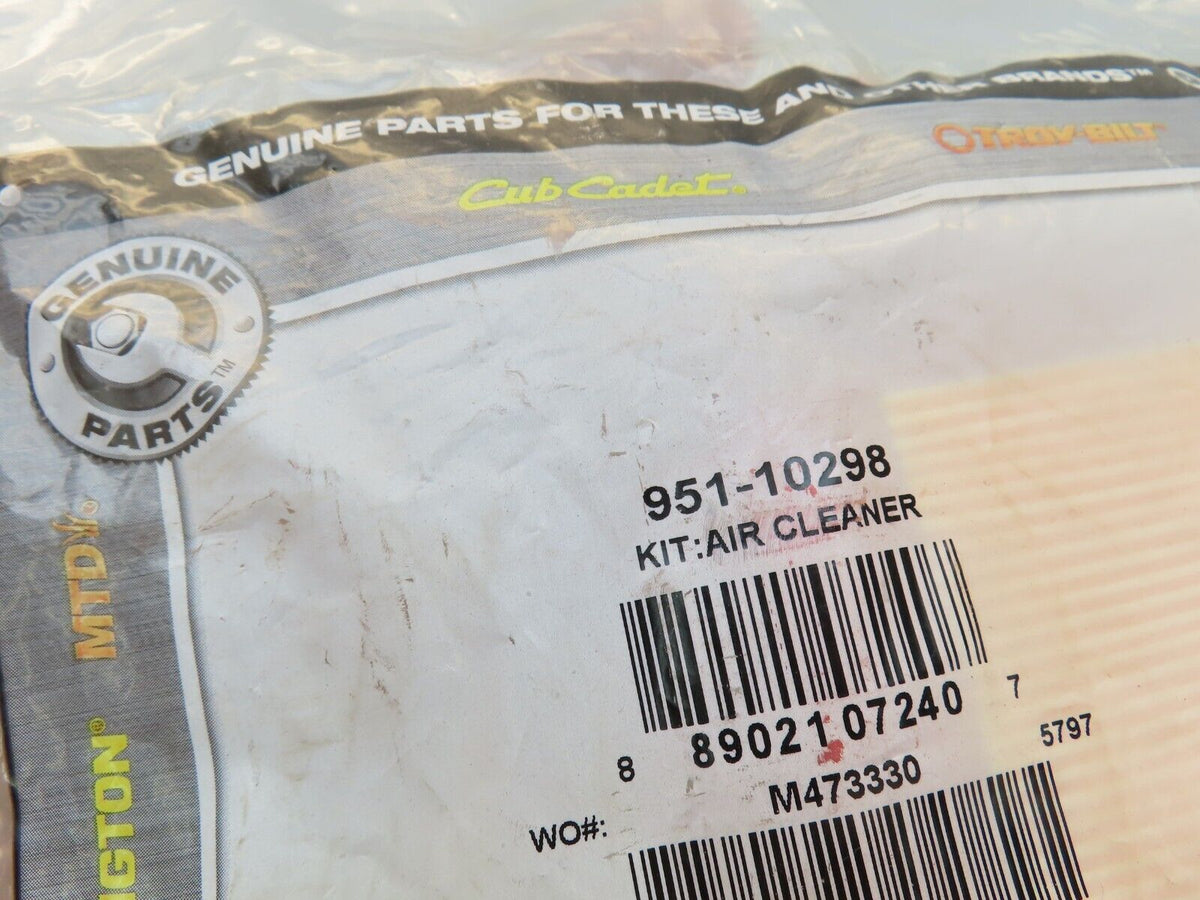 GENUINE PARTS FOR THESE AND OTHER BRANDS™
TROY-BILT
Cub Cadet®
GENUINE
PARTS™
MTD
NGTON®
951-10298
KIT:AIR CLEANER
8 89021 07240 7
5797
M473330
WO#: